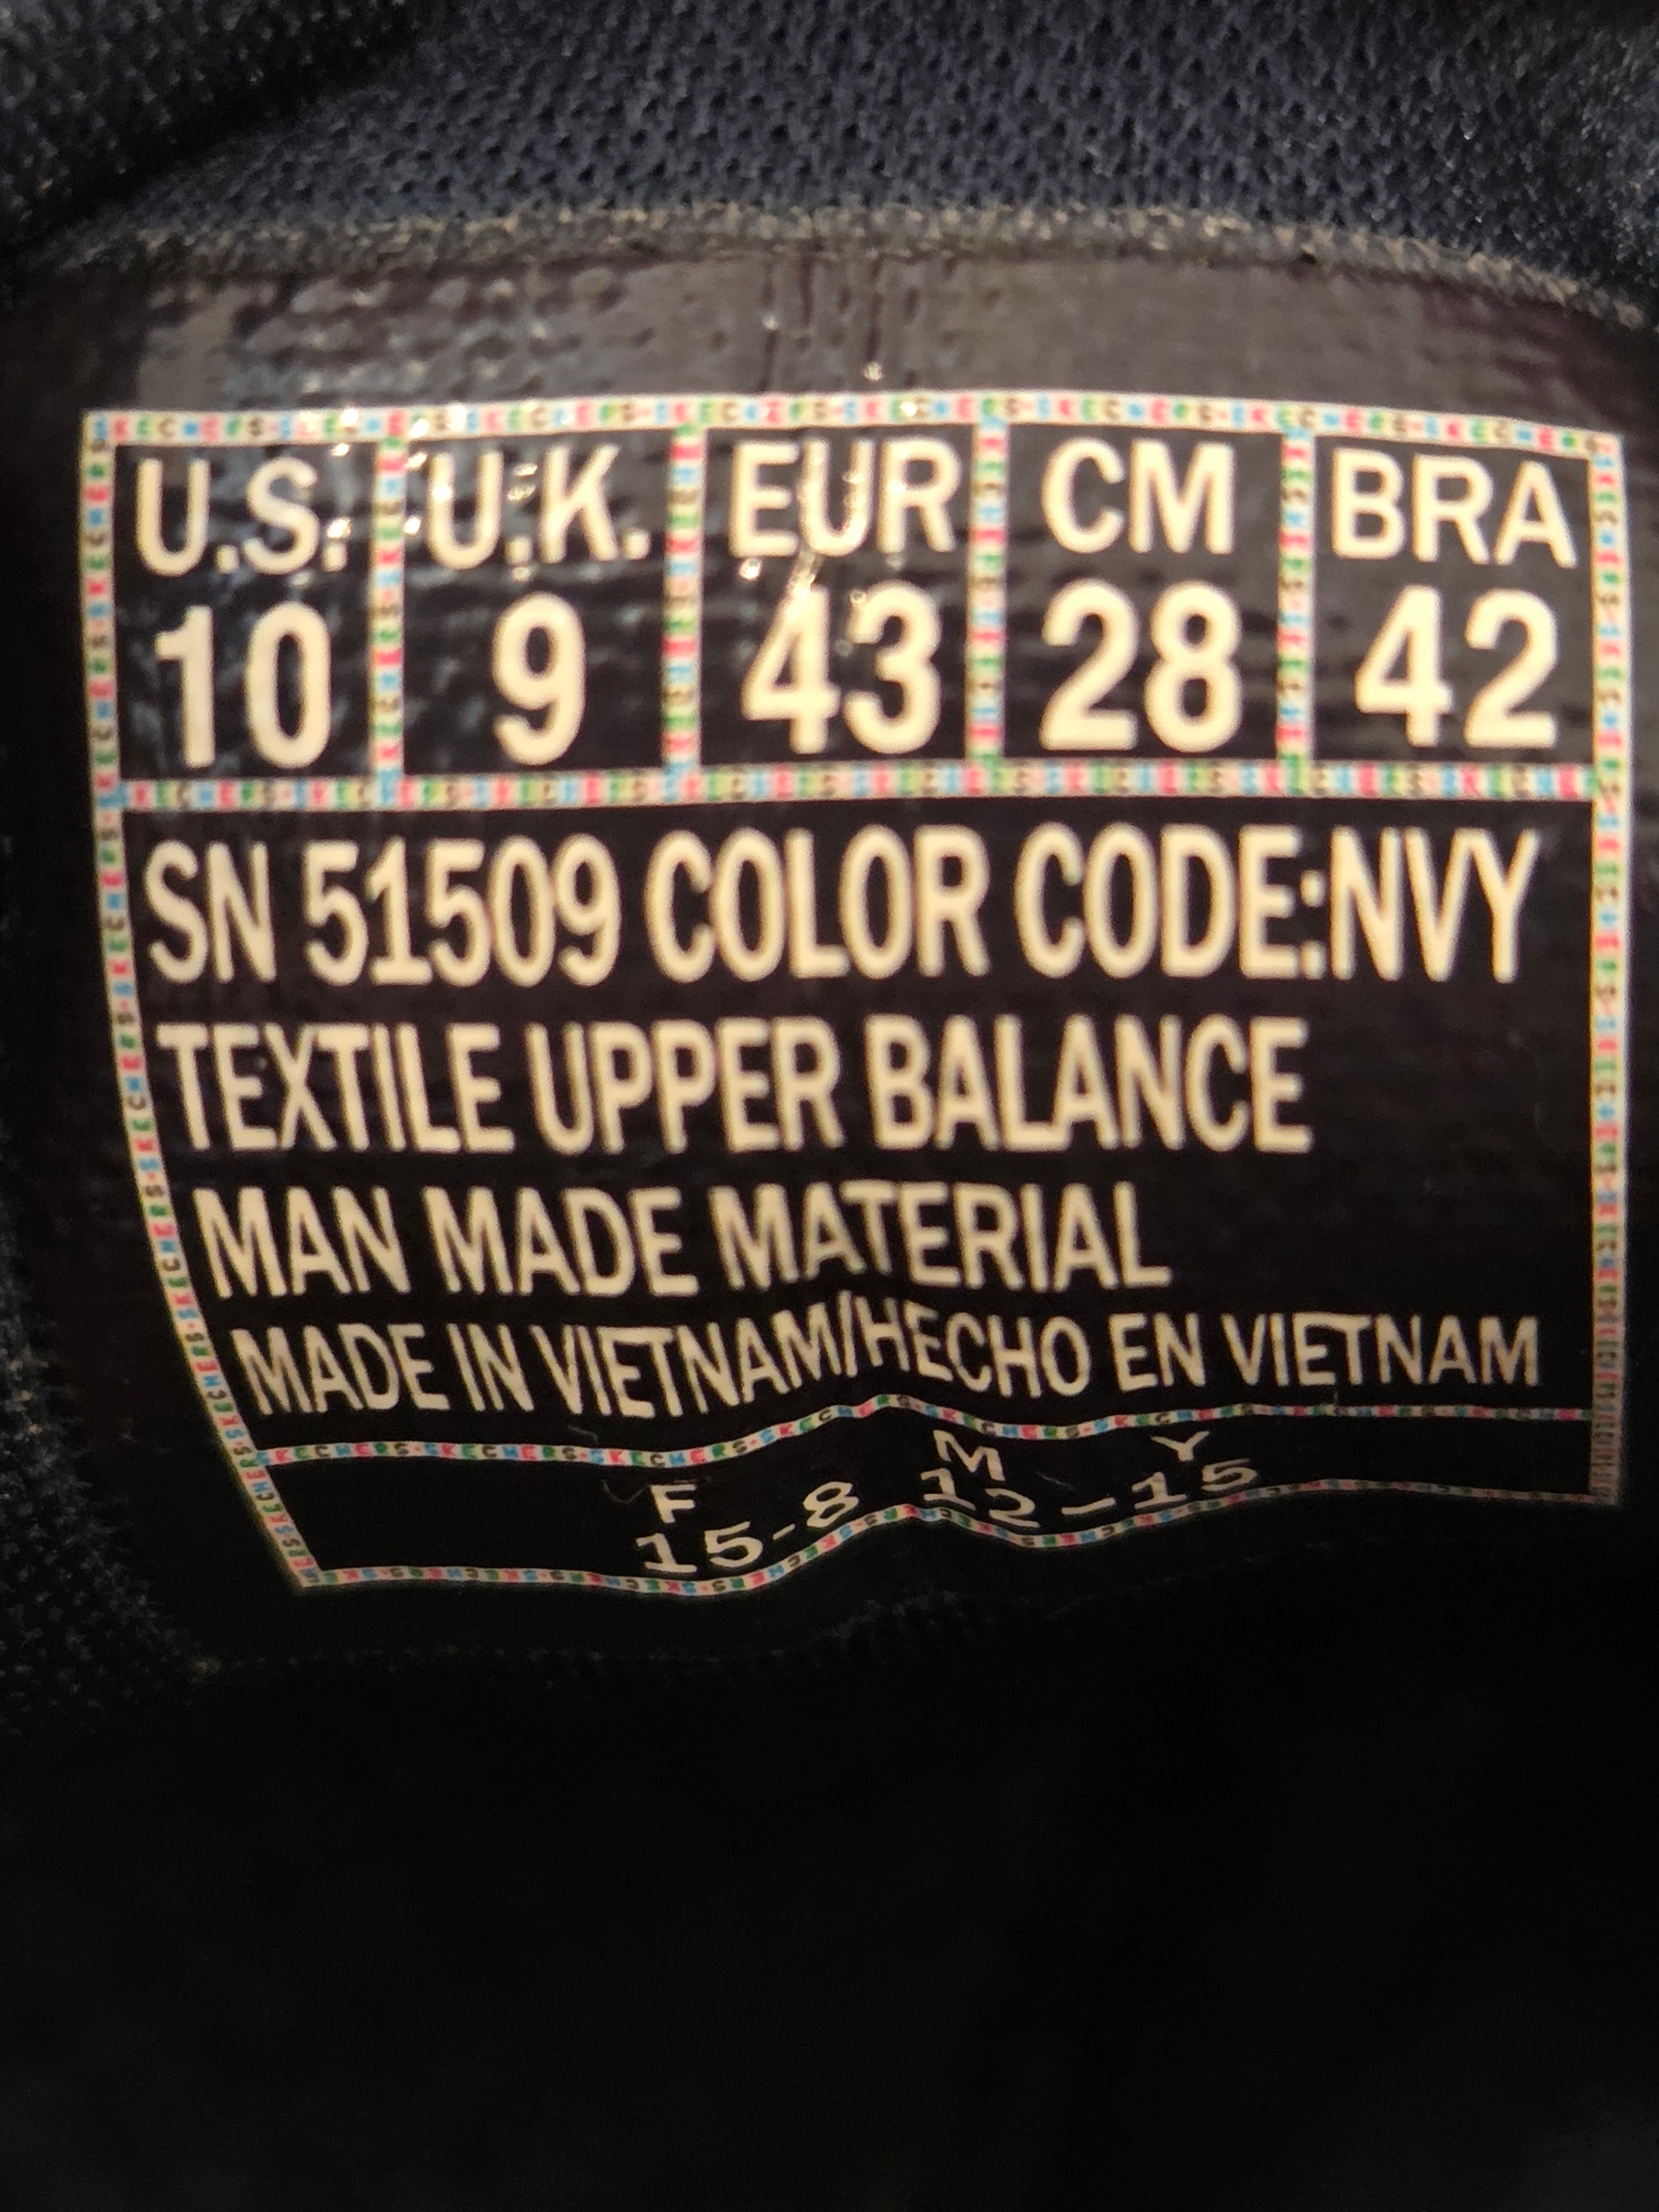 U.S. U.K. EUR CM BRA
10 9 43 28 42
SN 51509 COLOR CODE:NVY
TEXTILE UPPER BALANCE
MAN MADE MATERIAL
MADE IN VIETNAM/HECHO EN VIETNAM
F M Y
15-8 12-15